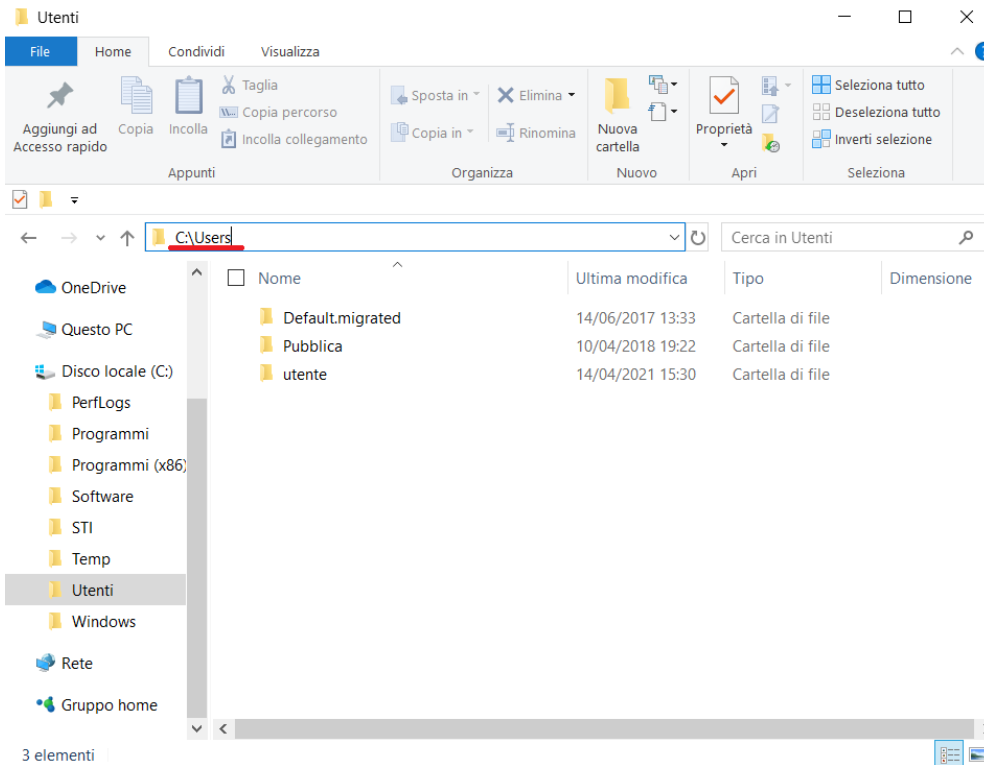 Utenti
File Home Condividi Visualizza
Aggiungi ad
Accesso rapido
Copia
Incolla
Taglia
Copia percorso
Incolla collegamento
Appunti
Sposta in
Copia in
Elimina
Rinomina
Organizza
Nuova
cartella
Nuovo
Proprietà
Apri
Seleziona tutto
Deseleziona tutto
Inverti selezione
Seleziona
C:\Users
Cerca in Utenti
OneDrive
Questo PC
Disco locale (C:)
PerfLogs
Programmi
Programmi (x86)
Software
STI
Temp
Utenti
Windows
Rete
Gruppo home
Nome Ultima modifica Tipo Dimensione
Default.migrated 14/06/2017 13:33 Cartella di file
Pubblica 10/04/2018 19:22 Cartella di file
utente 14/04/2021 15:30 Cartella di file
3 elementi